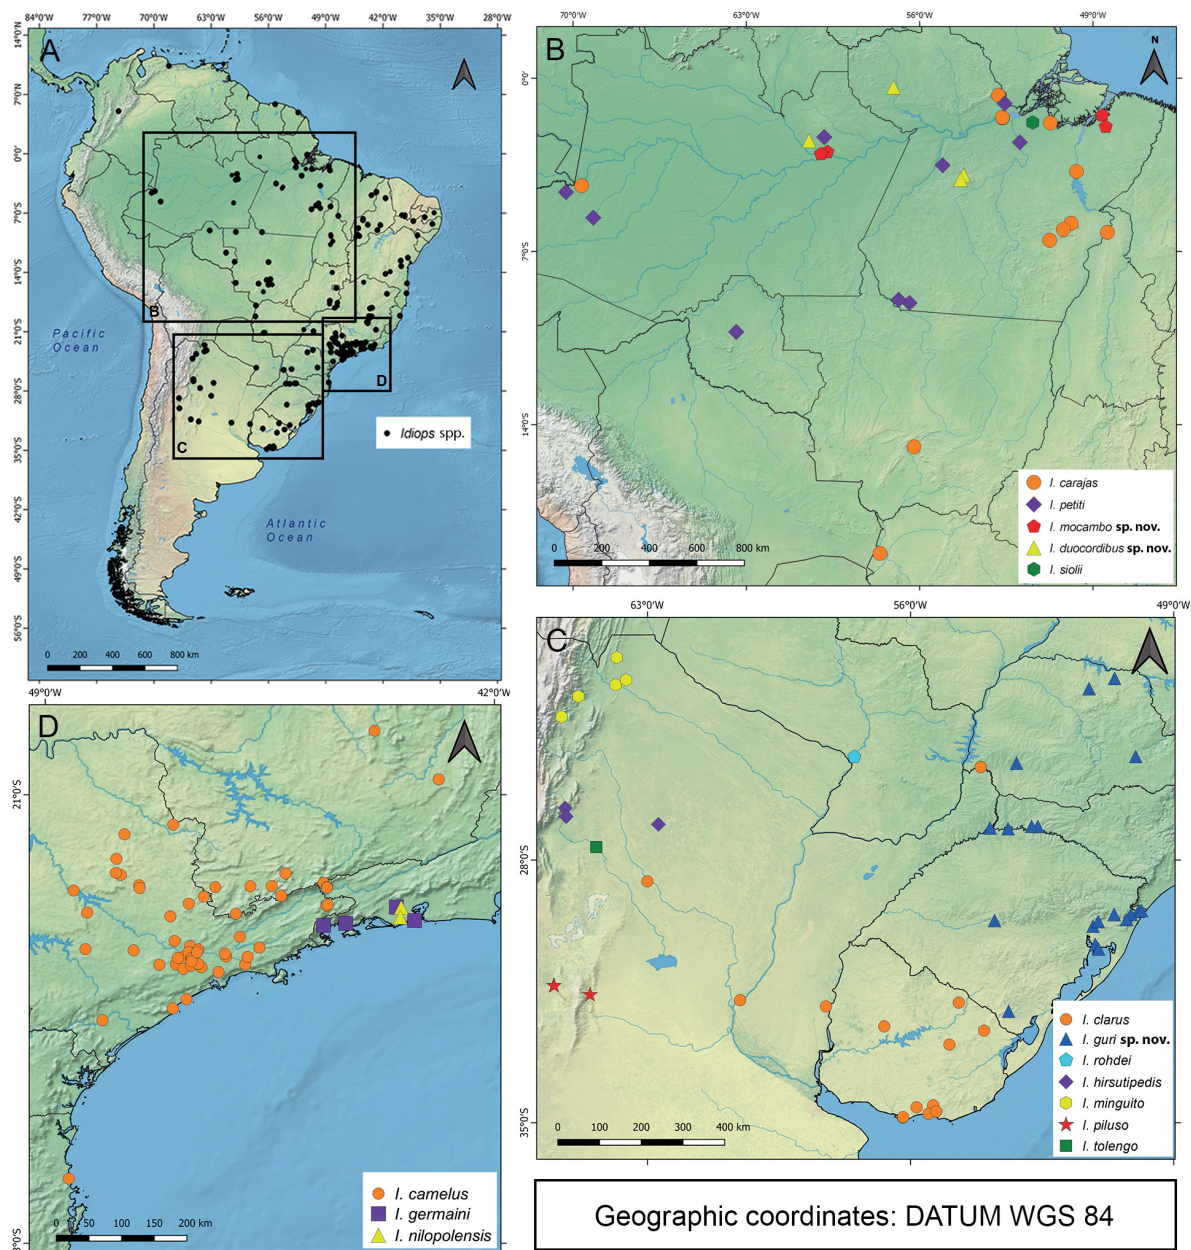 84°0'W 77°0'W 70°0'W 63°0'W 56°0'W 49°0'W 42°0'W 35°0'W 28°0'W
A
14°0'N
7°0'N
0°0'
7°0'S
14°0'S
21°0'S
28°0'S
35°0'S
42°0'S
49°0'S
56°0'S
B
C
D
Pacific
Ocean
Atlantic
Ocean
Idiops spp.
0 200 400 600 800 km
70°0'W 63°0'W 56°0'W 49°0'W
B
N
0°0'
7°0'S
14°0'S
I. carajas
I. petiti
I. mocambo sp. nov.
I. duocordibus sp. nov.
I. siolii
0 200 400 600 800 km
63°0'W 56°0'W 49°0'W
C
28°0'S
35°0'S
I. clarus
I. guri sp. nov.
I. rohdei
I. hirsutipedis
I. minguito
I. piluso
I. tolengo
0 100 200 300 400 km
49°0'W 42°0'W
D
21°0'S
I. camelus
I. germaini
I. nilopolensis
0 50 100 150 200 km
Geographic coordinates: DATUM WGS 84